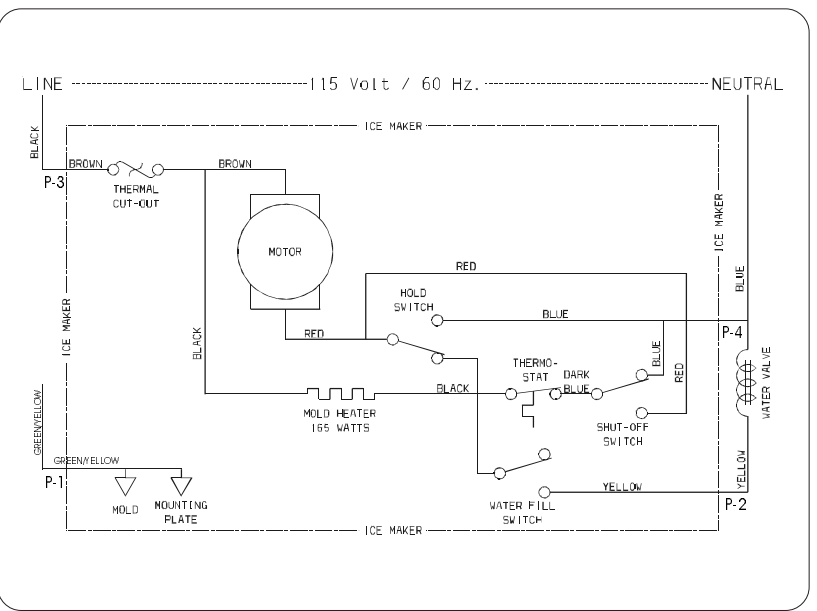 LINE 115 Volt / 60 Hz. NEUTRAL
ICE MAKER
BLACK
BROWN
BROWN
P-3
THERMAL
CUT-OUT
ICE MAKER
MOTOR
RED
HOLD
SWITCH
BLUE
BLUE
P-4
RED
BLACK
ICE MAKER
THERMO-
STAT
DARK
BLUE
BLUE
RED
WATER VALVE
BLACK
MOLD HEATER
165 WATTS
SHUT-OFF
SWITCH
GREEN/YELLOW
GREEN/YELLOW
P-1
MOLD
MOUNTING
PLATE
WATER FILL
SWITCH
YELLOW
YELLOW
P-2
ICE MAKER